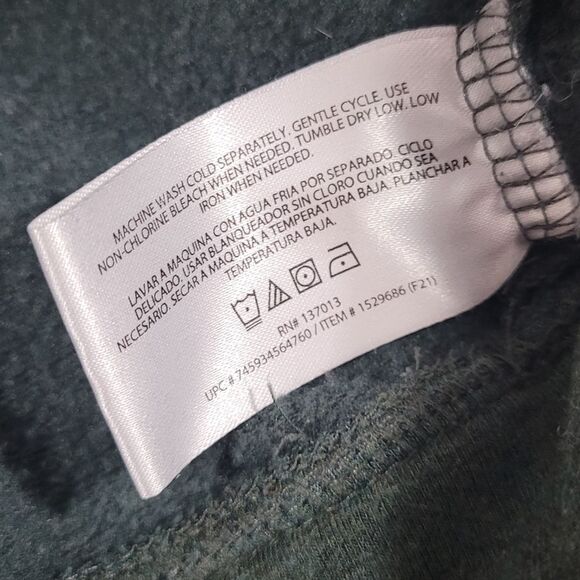 MACHINE WASH COLD SEPARATELY. GENTLE CYCLE. USE
NON-CHLORINE BLEACH WHEN NEEDED. TUMBLE DRY LOW. LOW
IRON WHEN NEEDED.
LAVAR A MAQUINA CON AGUA FRIA POR SEPARADO. CICLO
DELICADO. USAR BLANQUEADOR SIN CLORO CUANDO SEA
NECESARIO. SECAR A MAQUINA À TEMPERATURA BAJA. PLANCHAR A
TEMPERATURA BAJA.
RN# 137013
UPC # 745934564760 / ITEM # 1529686 (F21)